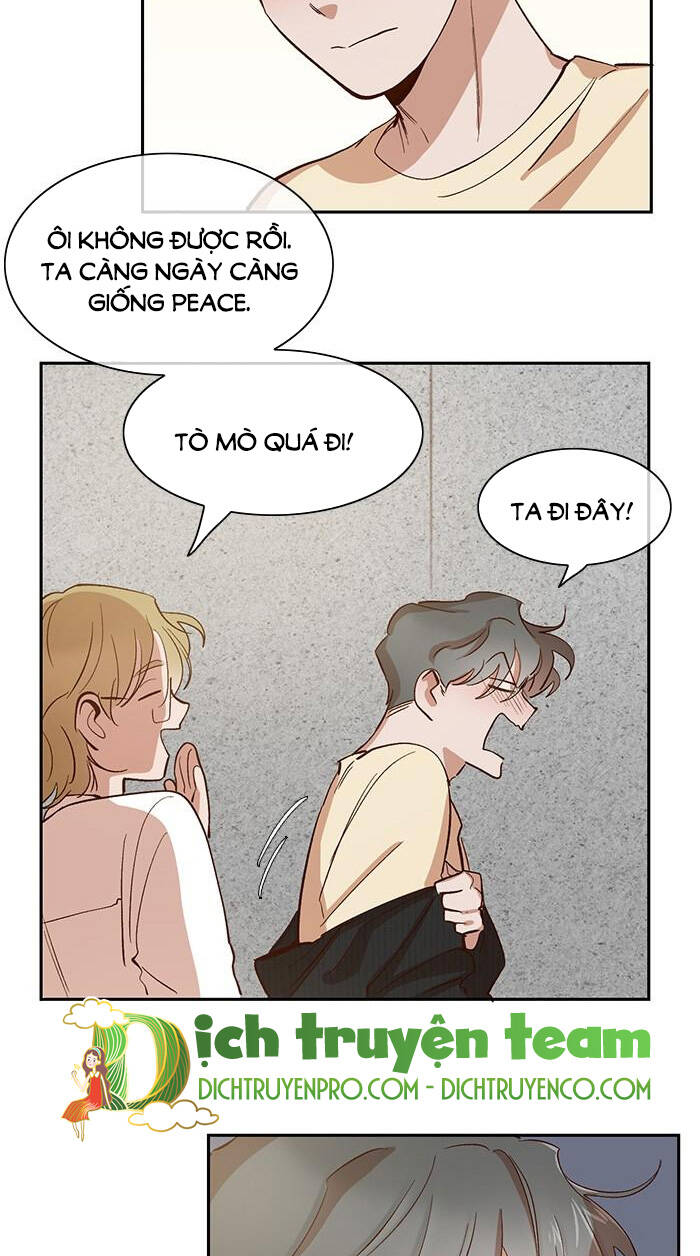 ÔI KHÔNG ĐƯỢC RỒI.
TA CÀNG NGÀY CÀNG
GIỐNG PEACE.
TÒ MÒ QUÁ ĐI!
TA ĐI ĐÂY!
Dịch truyện team
DICHTRUYENPRO.COM - DICHTRUYENCO.COM